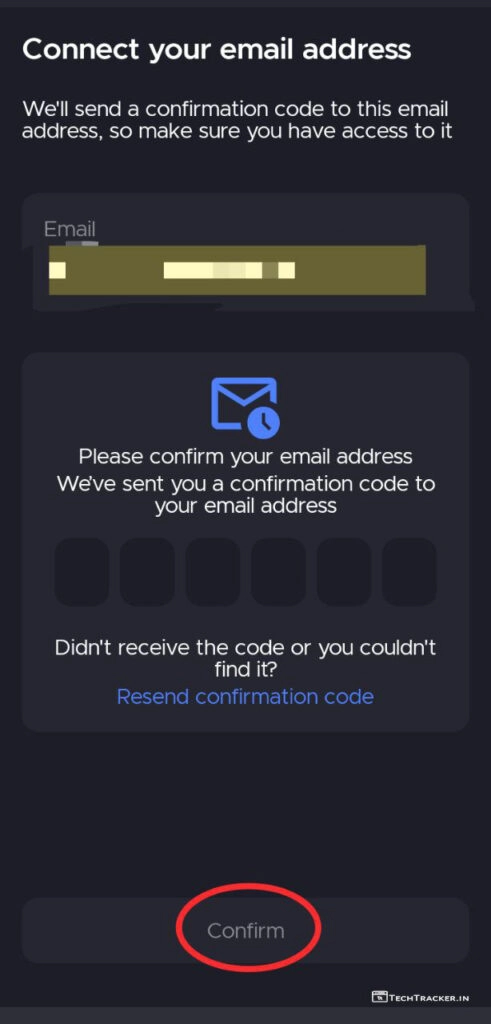 Connect your email address
We'll send a confirmation code to this email
address, so make sure you have access to it
Email
Please confirm your email address
We've sent you a confirmation code to
your email address
Didn't receive the code or you couldn't
find it?
Resend confirmation code
Confirm
TechTracker.in